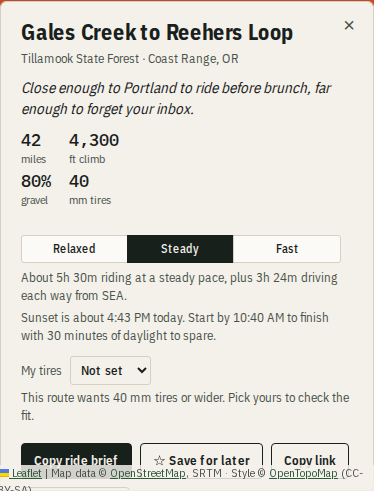 Gales Creek to Reehers Loop
×
Tillamook State Forest · Coast Range, OR
Close enough to Portland to ride before brunch, far
enough to forget your inbox.
42 4,300
miles ft climb
80% 40
gravel mm tires
Relaxed Steady Fast
About 5h 30m riding at a steady pace, plus 3h 24m driving
each way from SEA.
Sunset is about 4:43 PM today. Start by 10:40 AM to finish
with 30 minutes of daylight to spare.
My tires Not set
This route wants 40 mm tires or wider. Pick yours to check the
fit.
Copy ride brief ☆ Save for later Copy link
Leaflet | Map data © OpenStreetMap, SRTM · Style © OpenTopoMap (CC-
BY-SA)